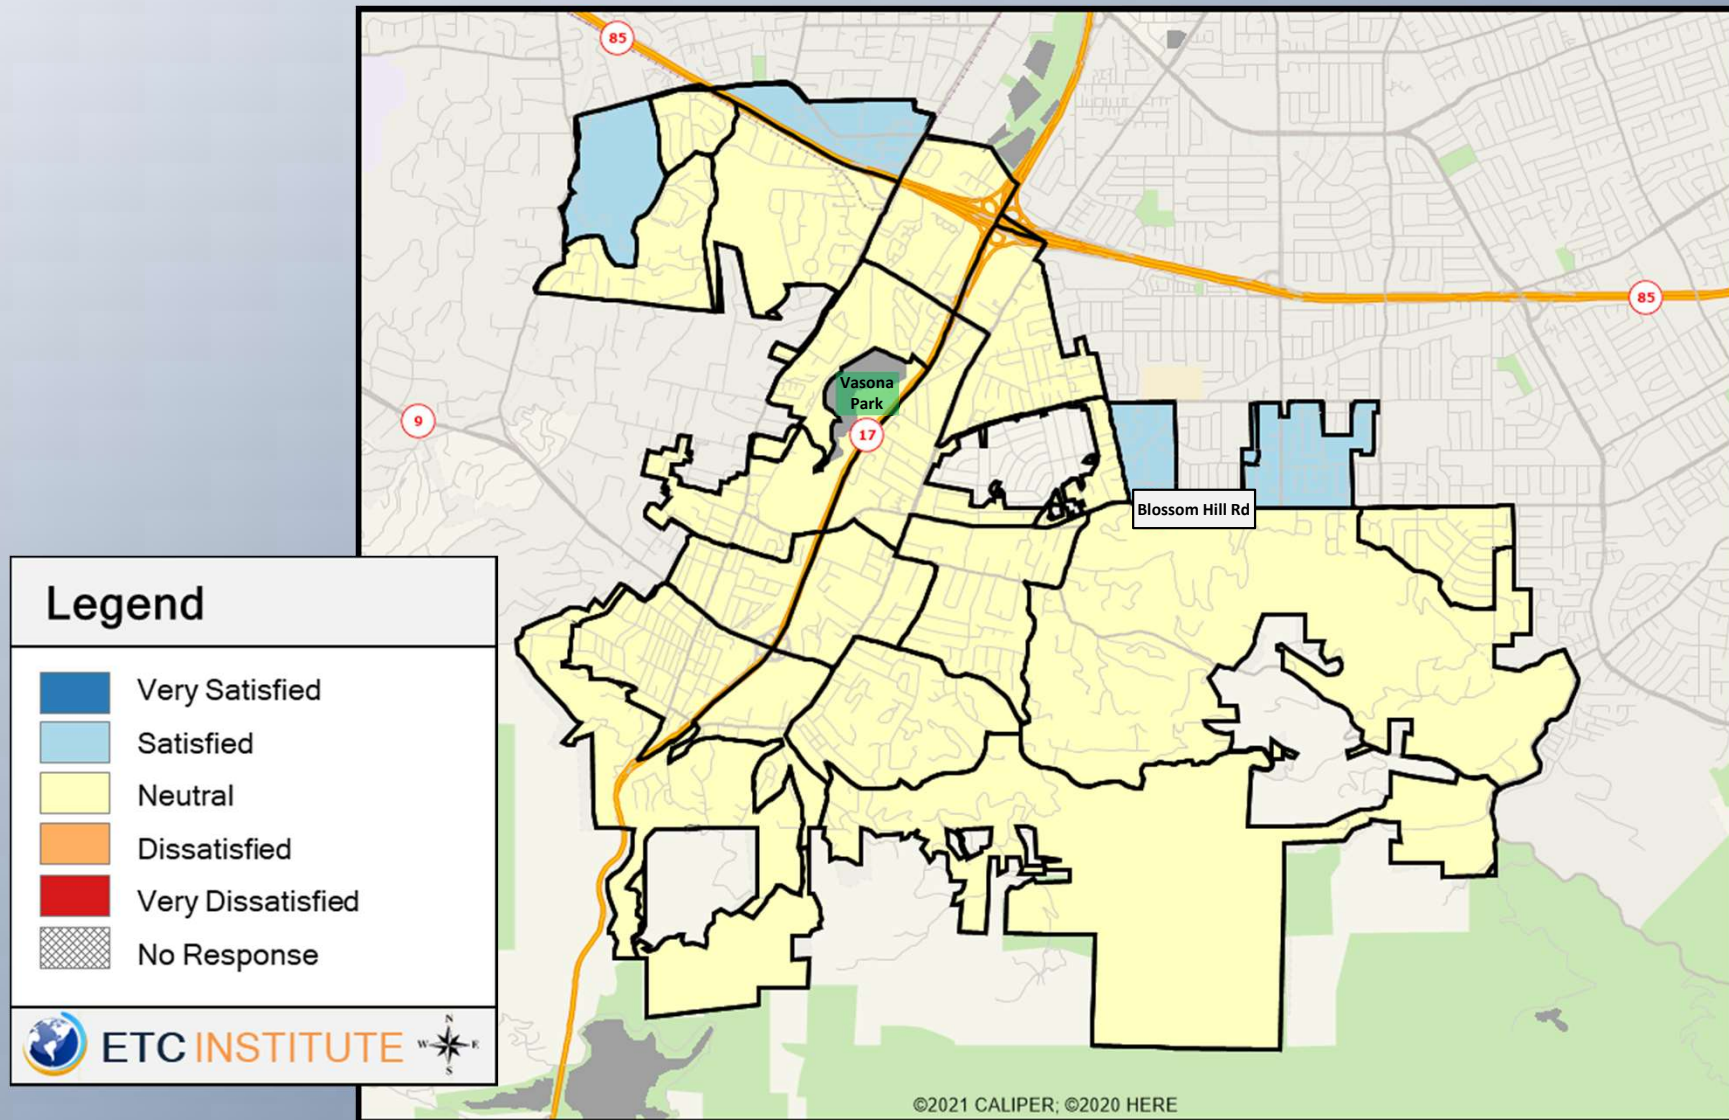 85
85
Vasona
Park
9
17
Blossom Hill Rd
Legend
Very Satisfied
Satisfied
Neutral
Dissatisfied
Very Dissatisfied
No Response
ETC INSTITUTE
N
W E
S
©2021 CALIPER; ©2020 HERE